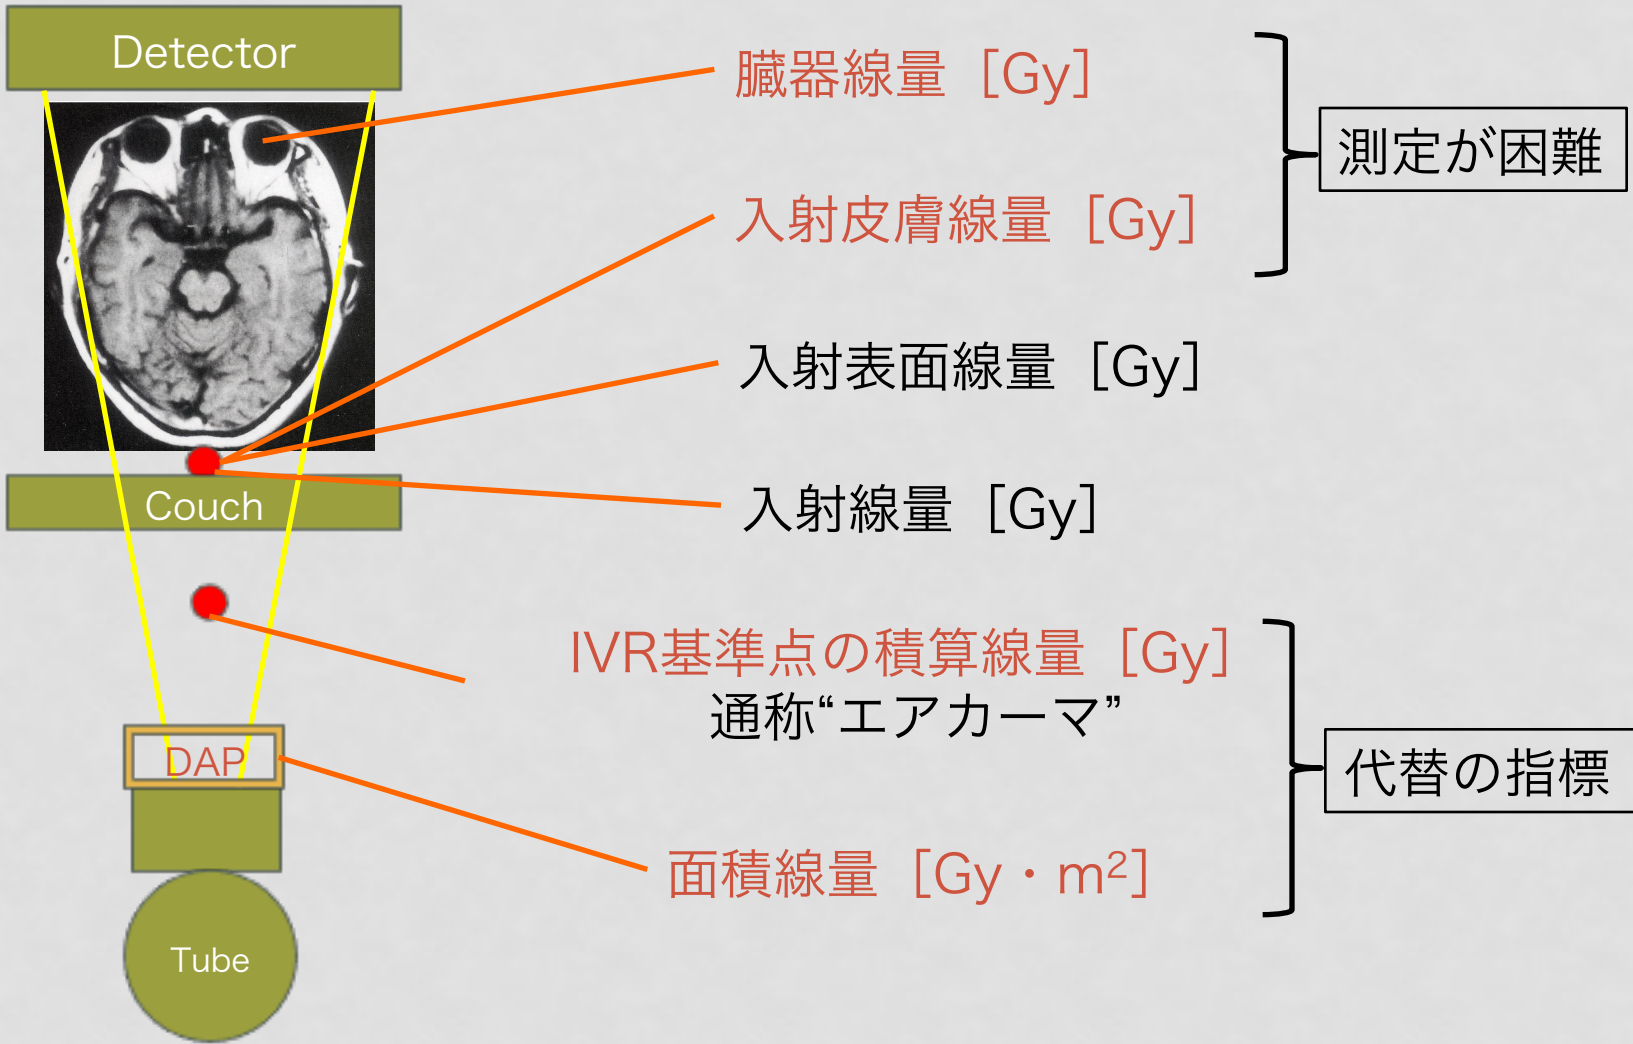 Detector
臓器線量［Gy］
測定が困難
入射皮膚線量［Gy］
入射表面線量［Gy］
Couch
入射線量［Gy］
IVR基準点の積算線量［Gy］
通称“エアカーマ”
DAP
代替の指標
面積線量［Gy・m²］
Tube